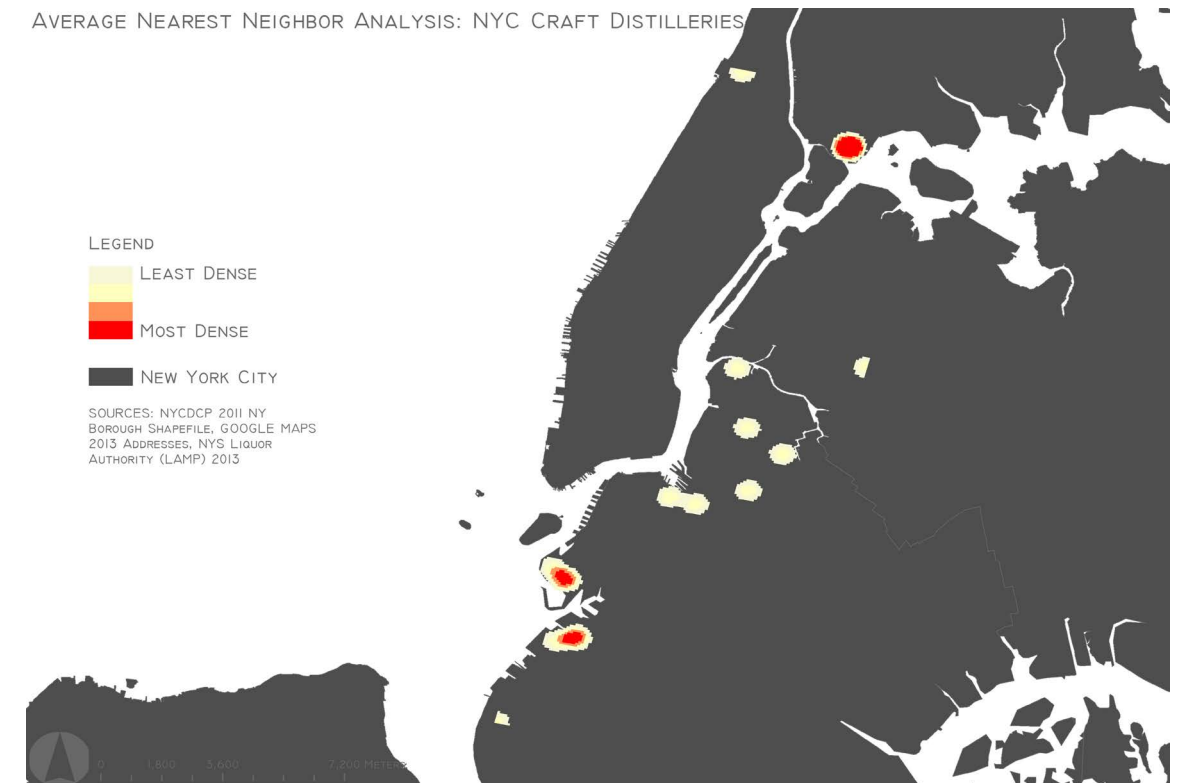 Average Nearest Neighbor Analysis: NYC Craft Distilleries
Legend
Least Dense
Most Dense
New York City
SOURCES: NYCDCP 2011 NY
Borough Shapefile, GOOGLE MAPS
2013 Addresses, NYS Liquor
Authority (LAMP) 2013
0 1,800 3,600 7,200 Meters